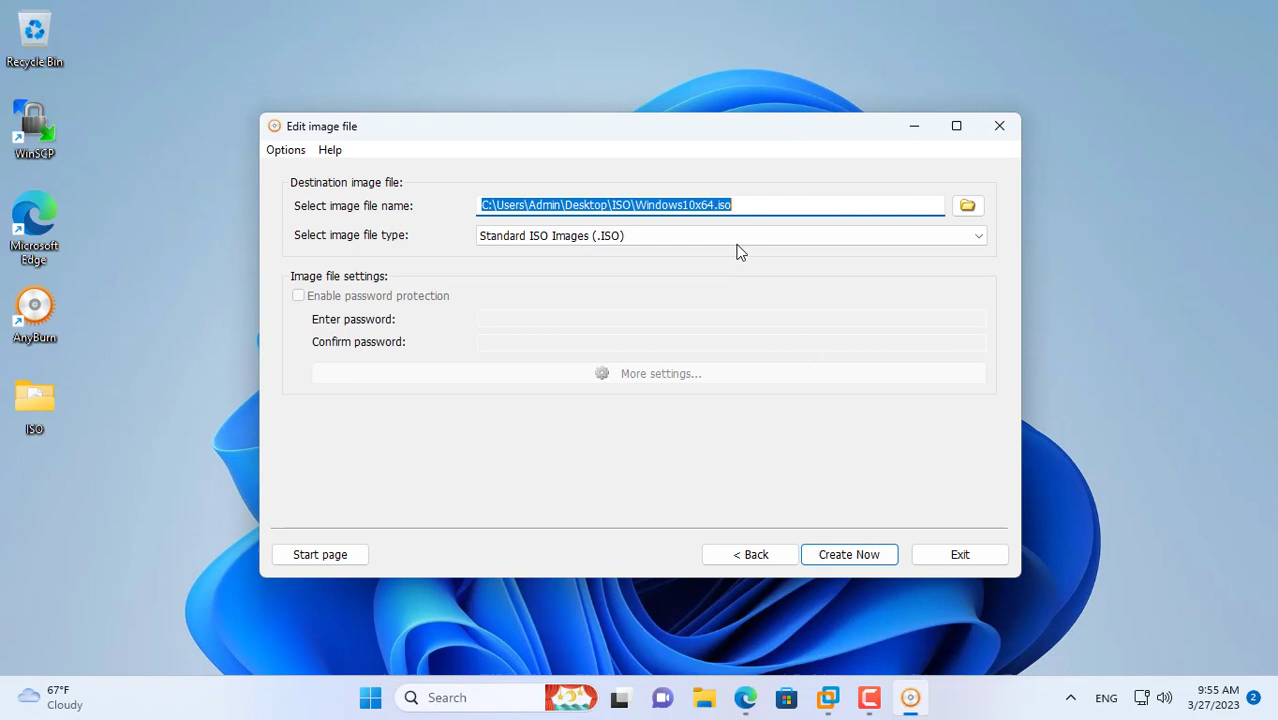 Recycle Bin
WinSCP
Microsoft
Edge
AnyBurn
ISO
Edit image file
Options Help
Destination image file:
Select image file name: C:\Users\Admin\Desktop\ISO\Windows10x64.iso
Select image file type: Standard ISO Images (.ISO)
Image file settings:
Enable password protection
Enter password:
Confirm password:
More settings...
Start page < Back Create Now Exit
67°F
Cloudy
Search
ENG
9:55 AM
3/27/2023
2